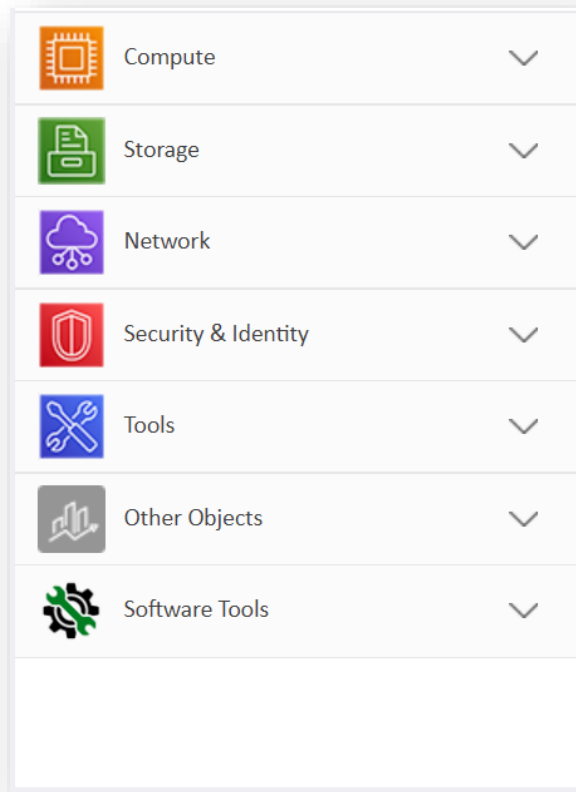 Compute
Storage
Network
Security & Identity
Tools
Other Objects
Software Tools